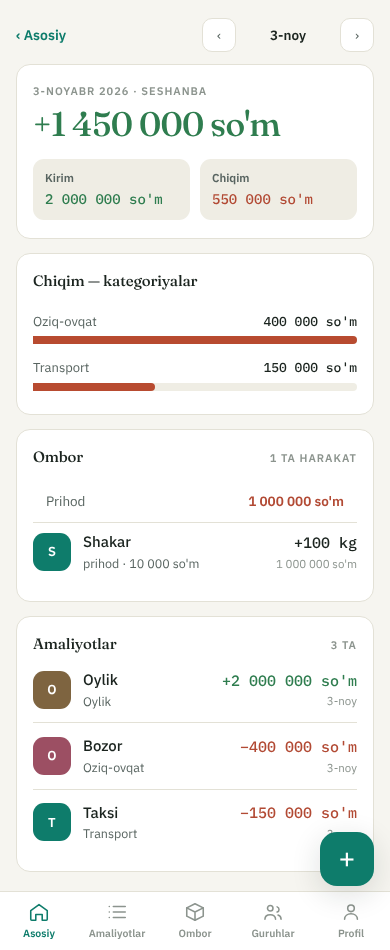 ‹ Asosiy
‹
3-noy
›
3-NOYABR 2026 · SESHANBA
+1 450 000 so'm
Kirim
2 000 000 so'm
Chiqim
550 000 so'm
Chiqim — kategoriyalar
Oziq-ovqat 400 000 so'm
Transport 150 000 so'm
Ombor 1 TA HARAKAT
Prihod 1 000 000 so'm
S
Shakar +100 kg
prihod · 10 000 so'm 1 000 000 so'm
Amaliyotlar 3 TA
O
Oylik +2 000 000 so'm
Oylik 3-noy
O
Bozor −400 000 so'm
Oziq-ovqat 3-noy
T
Taksi −150 000 so'm
Transport
+
Asosiy Amaliyotlar Ombor Guruhlar Profil